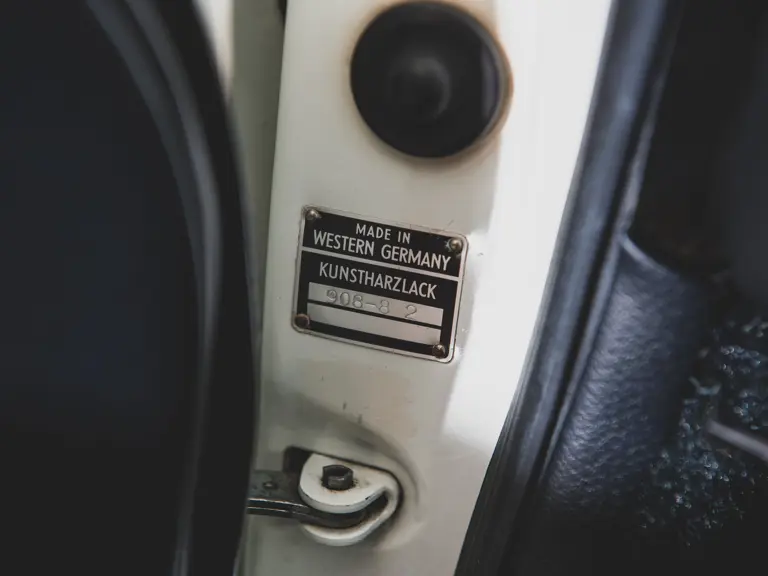 MADE IN
WESTERN GERMANY
KUNSTHARZLACK
908-8 2